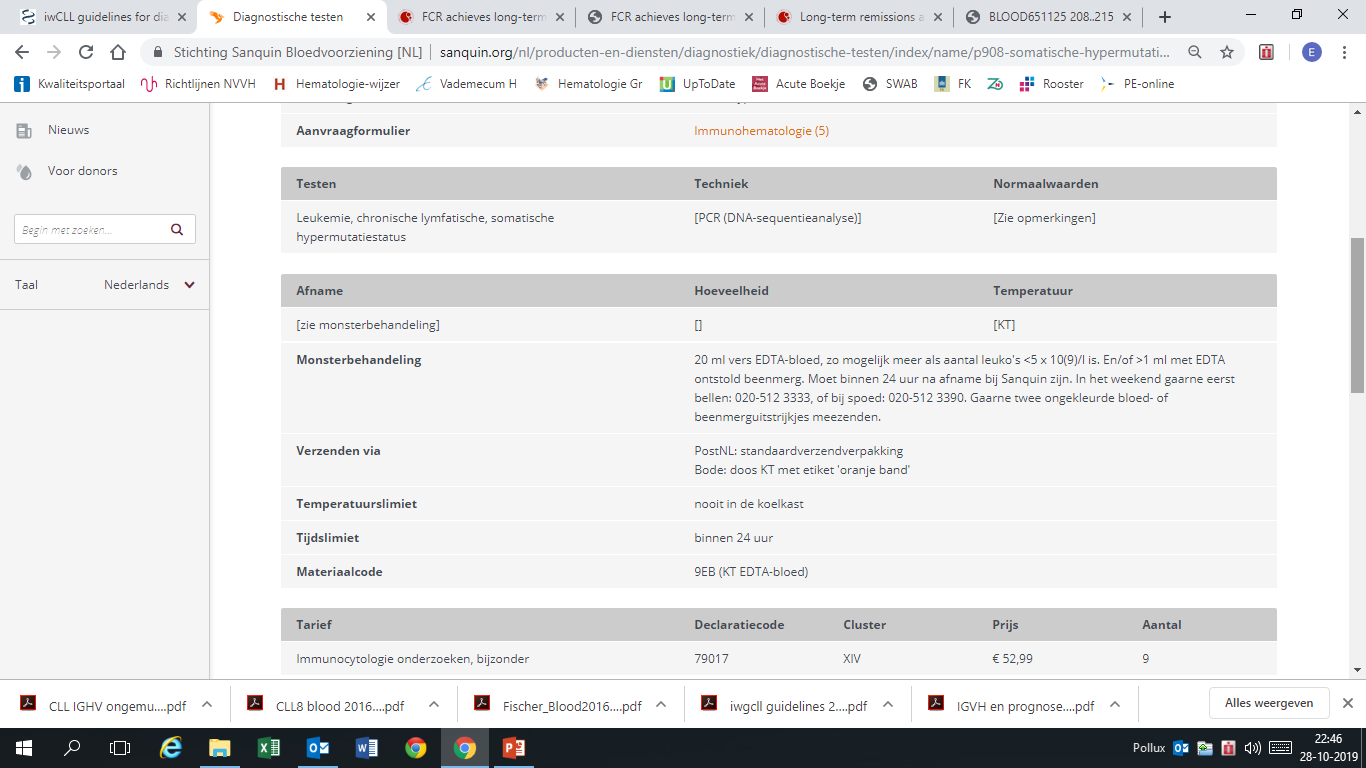 iwCLL guidelines for dia
Diagnostische testen
FCR achieves long-term
FCR achieves long-term
Long-term remissions a
BLOOD651125 208..215
Stichting Sanquin Bloedvoorziening [NL] | sanquin.org/nl/producten-en-diensten/diagnostiek/diagnostische-testen/index/name/p908-somatische-hypermutati...
E
Kwaliteitsportaal
Richtlijnen NVVH
Hematologie-wijzer
Vademecum H
Hematologie Gr
UpToDate
Acute Boekje
SWAB
FK
Rooster
PE-online
Nieuws
Voor donors
Begin met zoeken...
Taal Nederlands
Aanvraagformulier Immunohematologie (5)
Testen Techniek Normaalwaarden
Leukemie, chronische lymfatische, somatische [PCR (DNA-sequentieanalyse)] [Zie opmerkingen]
hypermutatiestatus
Afname Hoeveelheid Temperatuur
[zie monsterbehandeling] [] [KT]
Monsterbehandeling 20 ml vers EDTA-bloed, zo mogelijk meer als aantal leuko's <5 x 10(9)/l is. En/of >1 ml met EDTA
ontstold beenmerg. Moet binnen 24 uur na afname bij Sanquin zijn. In het weekend gaarne eerst
bellen: 020-512 3333, of bij spoed: 020-512 3390. Gaarne twee ongekleurde bloed- of
beenmerguitstrijkjes meezenden.
Verzenden via PostNL: standaardverzendverpakking
Bode: doos KT met etiket 'oranje band'
Temperatuurslimiet nooit in de koelkast
Tijdslimiet binnen 24 uur
Materiaalcode 9EB (KT EDTA-bloed)
Tarief Declaratiecode Cluster Prijs Aantal
Immunocytologie onderzoeken, bijzonder 79017 XIV € 52,99 9
CLL IGHV ongemu....pdf
CLL8 blood 2016....pdf
Fischer_Blood2016....pdf
iwgcll guidelines 2....pdf
IGVH en prognose....pdf
Alles weergeven
Pollux
22:46
28-10-2019